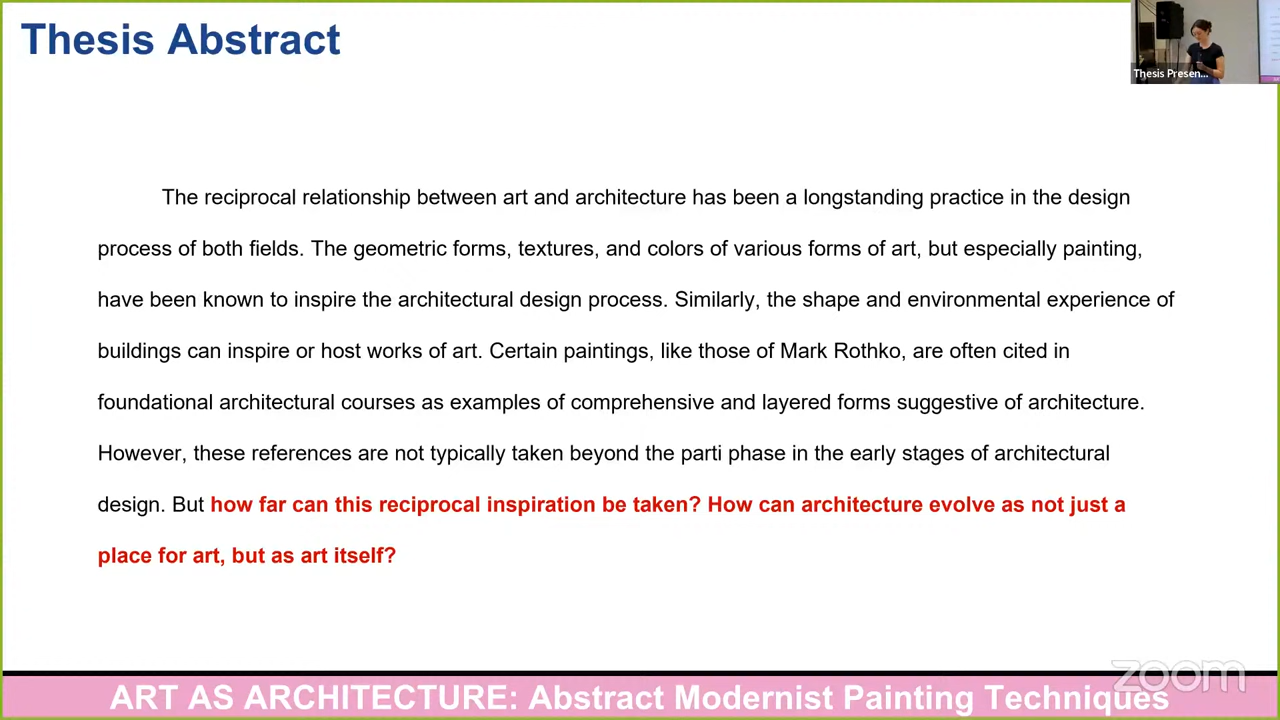 Thesis Abstract
Thesis Presen...
The reciprocal relationship between art and architecture has been a longstanding practice in the design
process of both fields. The geometric forms, textures, and colors of various forms of art, but especially painting,
have been known to inspire the architectural design process. Similarly, the shape and environmental experience of
buildings can inspire or host works of art. Certain paintings, like those of Mark Rothko, are often cited in
foundational architectural courses as examples of comprehensive and layered forms suggestive of architecture.
However, these references are not typically taken beyond the parti phase in the early stages of architectural
design. But how far can this reciprocal inspiration be taken? How can architecture evolve as not just a
place for art, but as art itself?
zoom
ART AS ARCHITECTURE: Abstract Modernist Painting Techniques